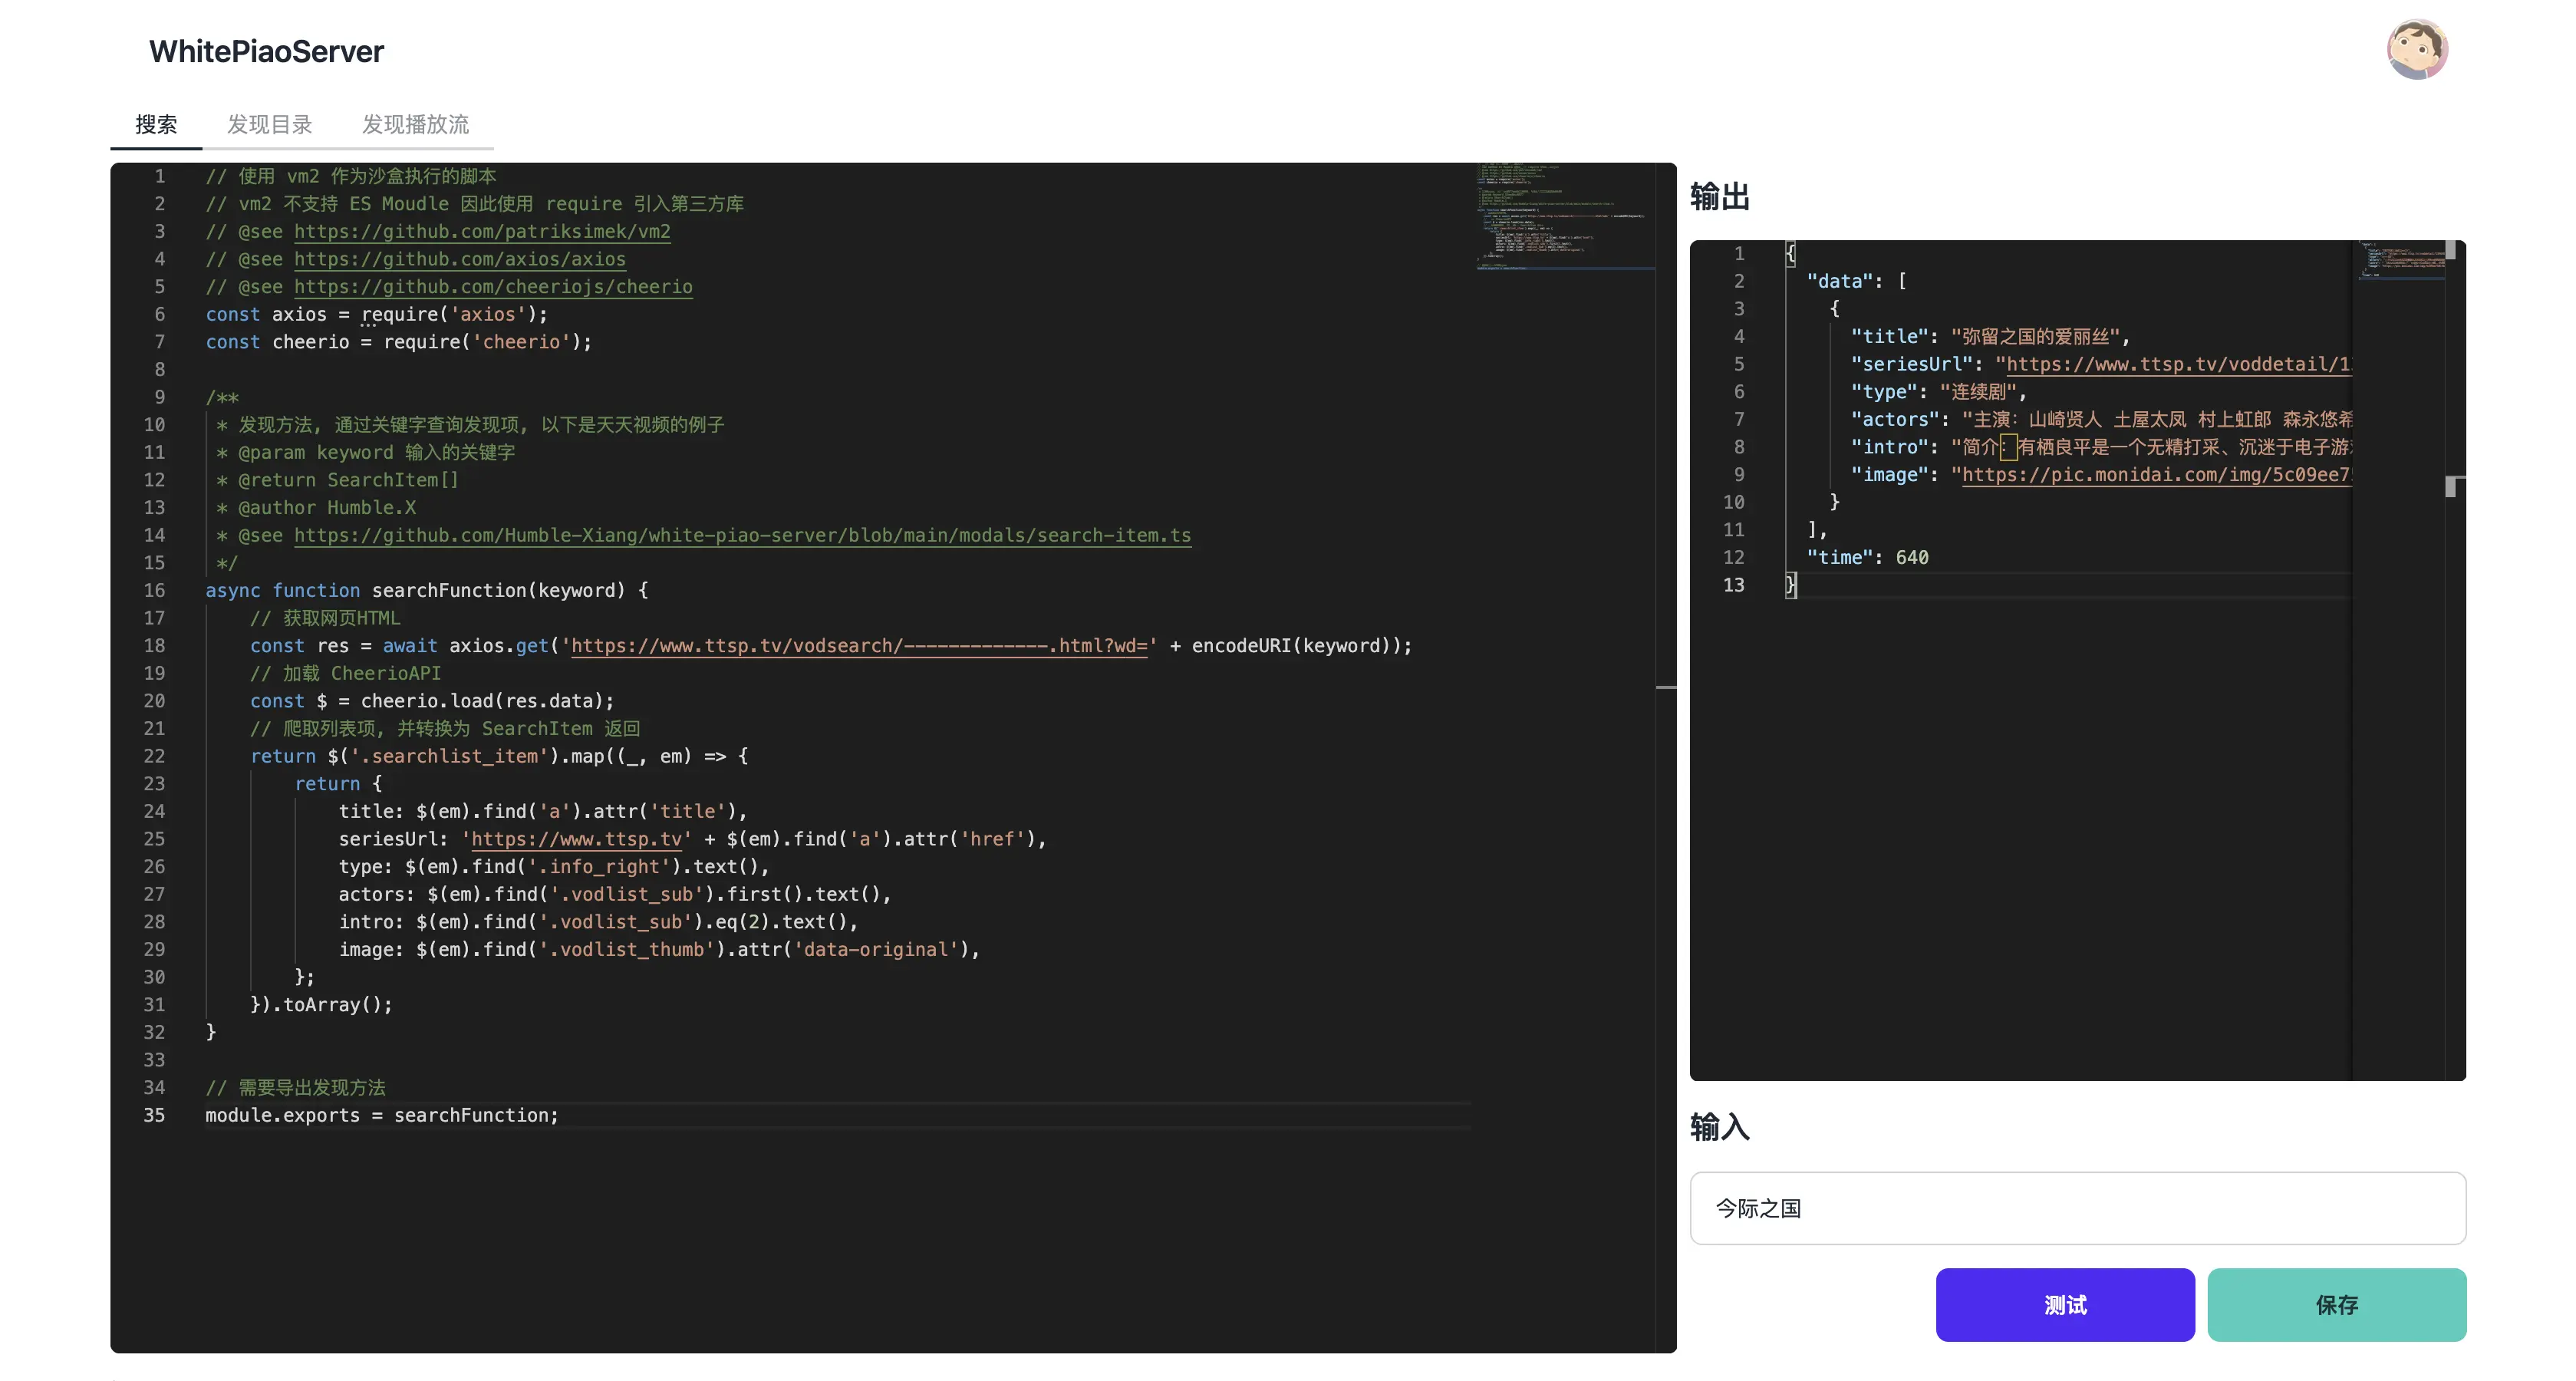 WhitePiaoServer
搜索 发现目录 发现播放流
1 // 使用 vm2 作为沙盒执行的脚本
2 // vm2 不支持 ES Moudle 因此使用 require 引入第三方库
3 // @see https://github.com/patriksimek/vm2
4 // @see https://github.com/axios/axios
5 // @see https://github.com/cheeriojs/cheerio
6 const axios = require('axios');
7 const cheerio = require('cheerio');
8
9 /**
10 * 发现方法, 通过关键字查询发现项, 以下是天天视频的例子
11 * @param keyword 输入的关键字
12 * @return SearchItem[]
13 * @author Humble.X
14 * @see https://github.com/Humble-Xiang/white-piao-server/blob/main/modals/search-item.ts
15 */
16 async function searchFunction(keyword) {
17 // 获取网页HTML
18 const res = await axios.get('https://www.ttsp.tv/vodsearch/-------------.html?wd=' + encodeURI(keyword));
19 // 加载 CheerioAPI
20 const $ = cheerio.load(res.data);
21 // 爬取列表项, 并转换为 SearchItem 返回
22 return $('.searchlist_item').map((_, em) => {
23 return {
24 title: $(em).find('a').attr('title'),
25 seriesUrl: 'https://www.ttsp.tv' + $(em).find('a').attr('href'),
26 type: $(em).find('.info_right').text(),
27 actors: $(em).find('.vodlist_sub').first().text(),
28 intro: $(em).find('.vodlist_sub').eq(2).text(),
29 image: $(em).find('.vodlist_thumb').attr('data-original'),
30 };
31 }).toArray();
32 }
33
34 // 需要导出发现方法
35 module.exports = searchFunction;
输出
1 {
2 "data": [
3 {
4 "title": "弥留之国的爱丽丝",
5 "seriesUrl": "https://www.ttsp.tv/voddetail/1
6 "type": "连续剧",
7 "actors": "主演：山崎贤人 土屋太凤 村上虹郎 森永悠希
8 "intro": "简介：有栖良平是一个无精打采、沉迷于电子游
9 "image": "https://pic.monidai.com/img/5c09ee7
10 }
11 ],
12 "time": 640
13 }
输入
今际之国
测试 保存